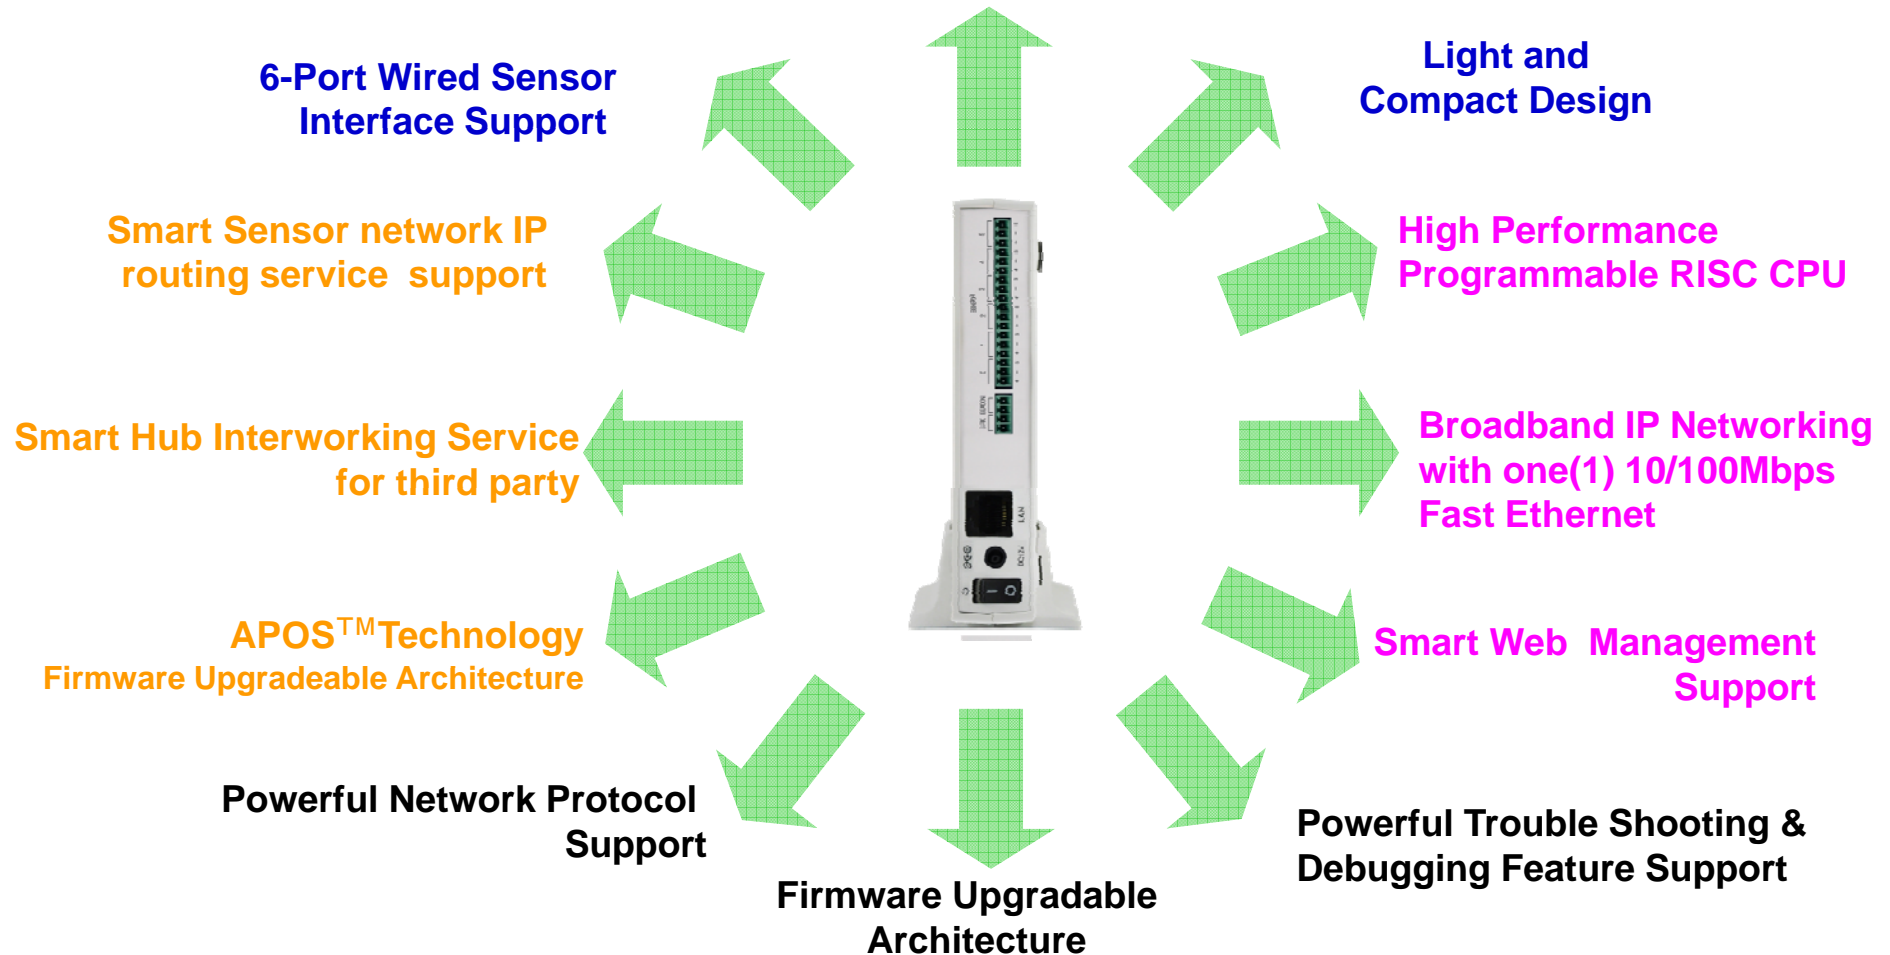 6-Port Wired Sensor
Interface Support
Light and
Compact Design
Smart Sensor network IP
routing service  support
High Performance
Programmable RISC CPU
Smart Hub Interworking Service
for third party
Broadband IP Networking
with one(1) 10/100Mbps
Fast Ethernet
APOS™Technology
Firmware Upgradeable Architecture
Smart Web  Management
Support
Powerful Network Protocol
Support
Powerful Trouble Shooting &
Debugging Feature Support
Firmware Upgradable
Architecture
LAN